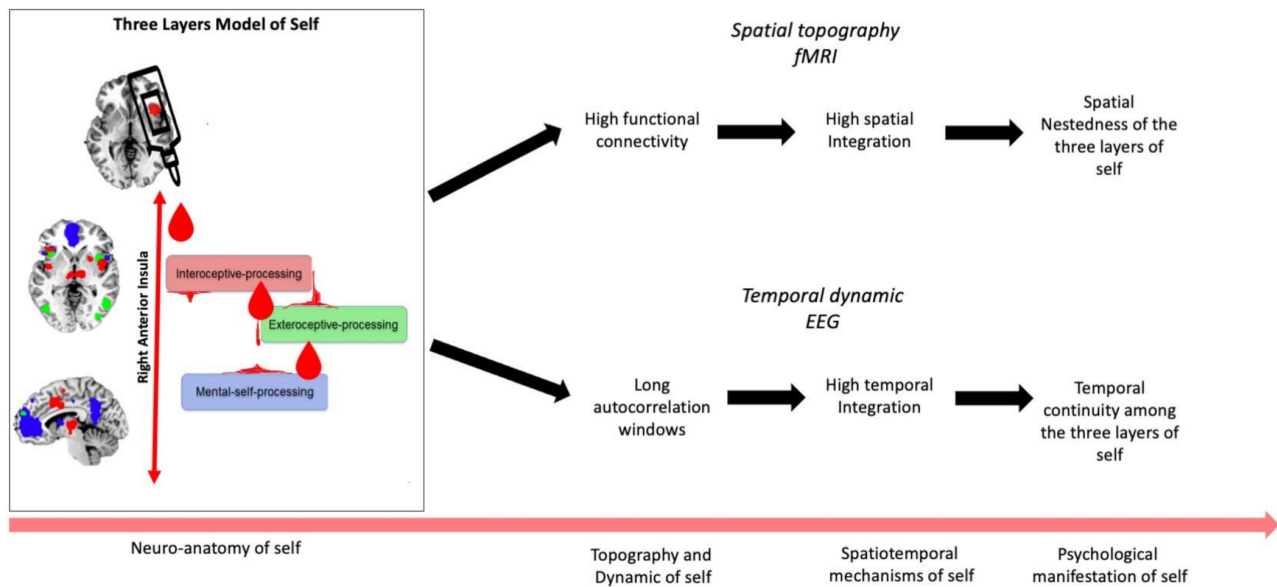 Three Layers Model of Self
Right Anterior Insula
Interoceptive-processing
Exteroceptive-processing
Mental-self-processing
Spatial topography
fMRI
High functional
connectivity
High spatial
Integration
Spatial
Nestedness of the
three layers of
self
Temporal dynamic
EEG
Long
autocorrelation
windows
High temporal
Integration
Temporal
continuity among
the three layers of
self
Neuro-anatomy of self
Topography and
Dynamic of self
Spatiotemporal
mechanisms of self
Psychological
manifestation of self